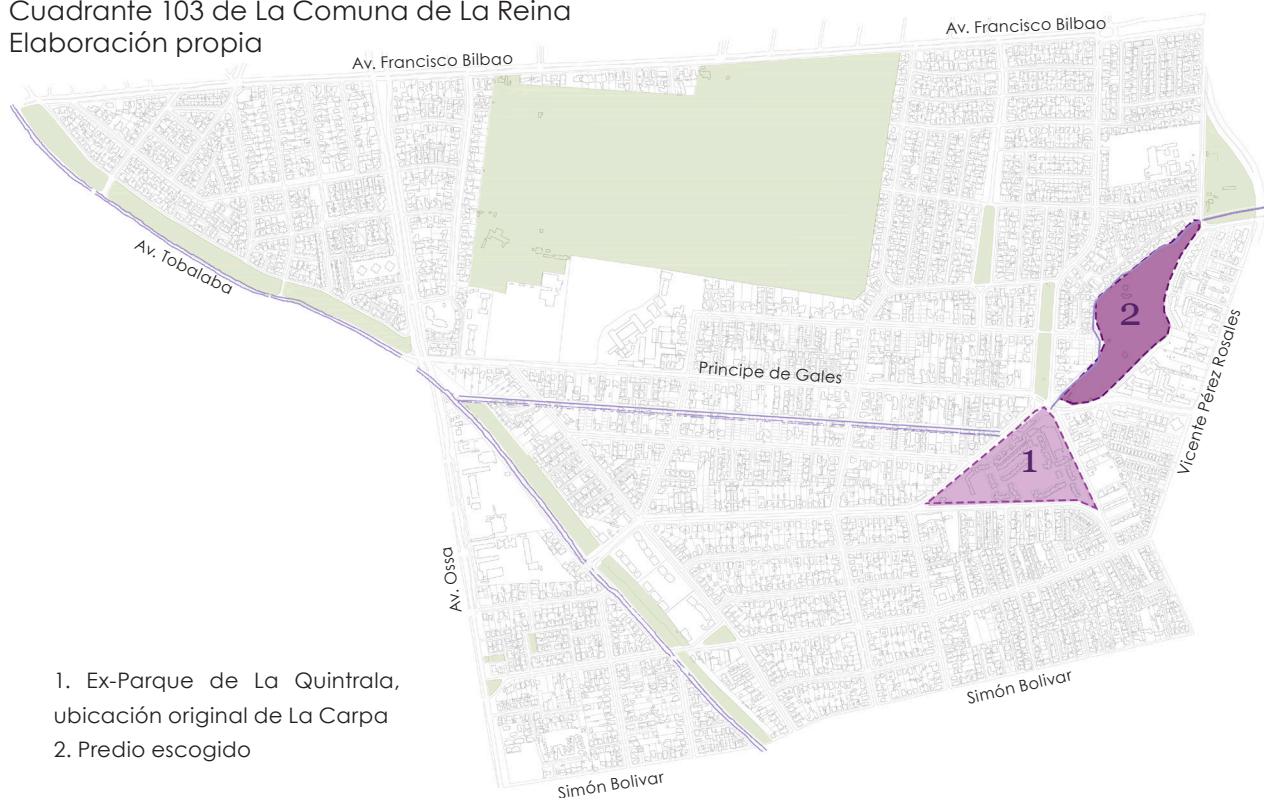 Cuadrante 103 de La Comuna de La Reina
Elaboración propia
Av. Francisco Bilbao
Av. Francisco Bilbao
Av. Tobalaba
2
Vicente Pérez Rosales
Principe de Gales
1
Av. Ossa
Simón Bolivar
1. Ex-Parque de La Quintrala,
ubicación original de La Carpa
2. Predio escogido
Simón Bolivar